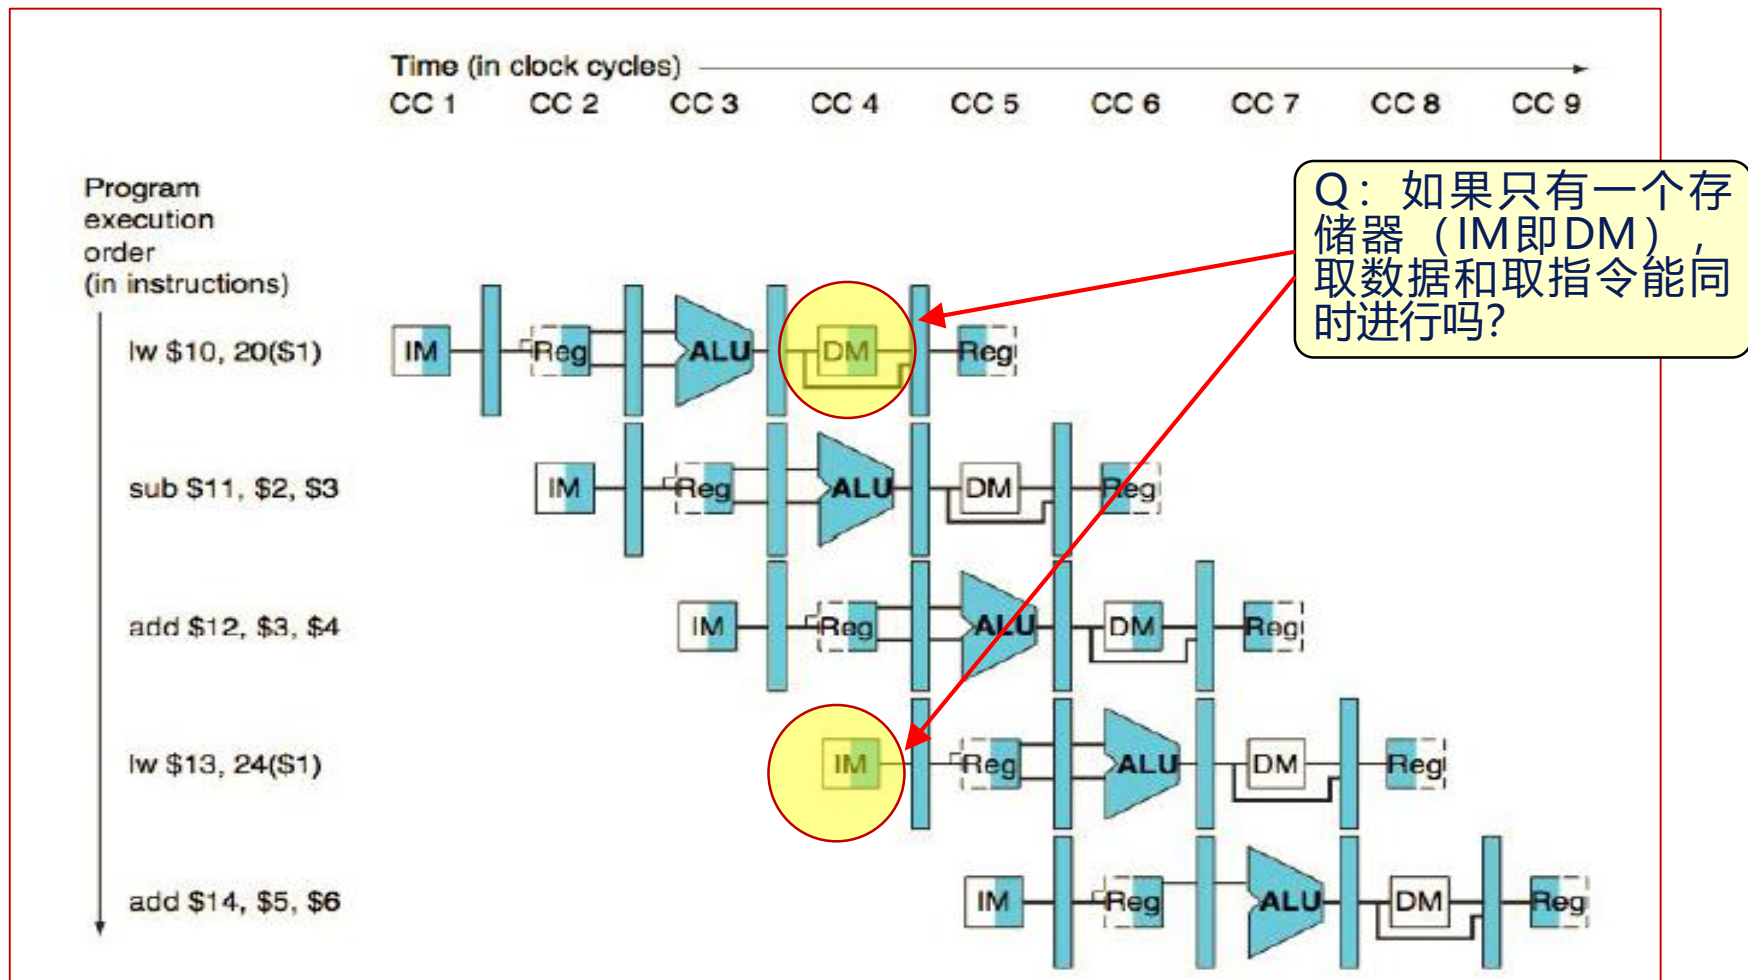 Time (in clock cycles)
CC 1 CC 2 CC 3 CC 4 CC 5 CC 6 CC 7 CC 8 CC 9
Q：如果只有一个存
储器（IM即DM），
取数据和取指令能同
时进行吗？
Program
execution
order
(in instructions)
lw $10, 20($1) IM Reg ALU DM Reg
sub $11, $2, $3 IM Reg ALU DM Reg
add $12, $3, $4 IM Reg ALU DM Reg
lw $13, 24($1) IM Reg ALU DM Reg
add $14, $5, $6 IM Reg ALU DM Reg